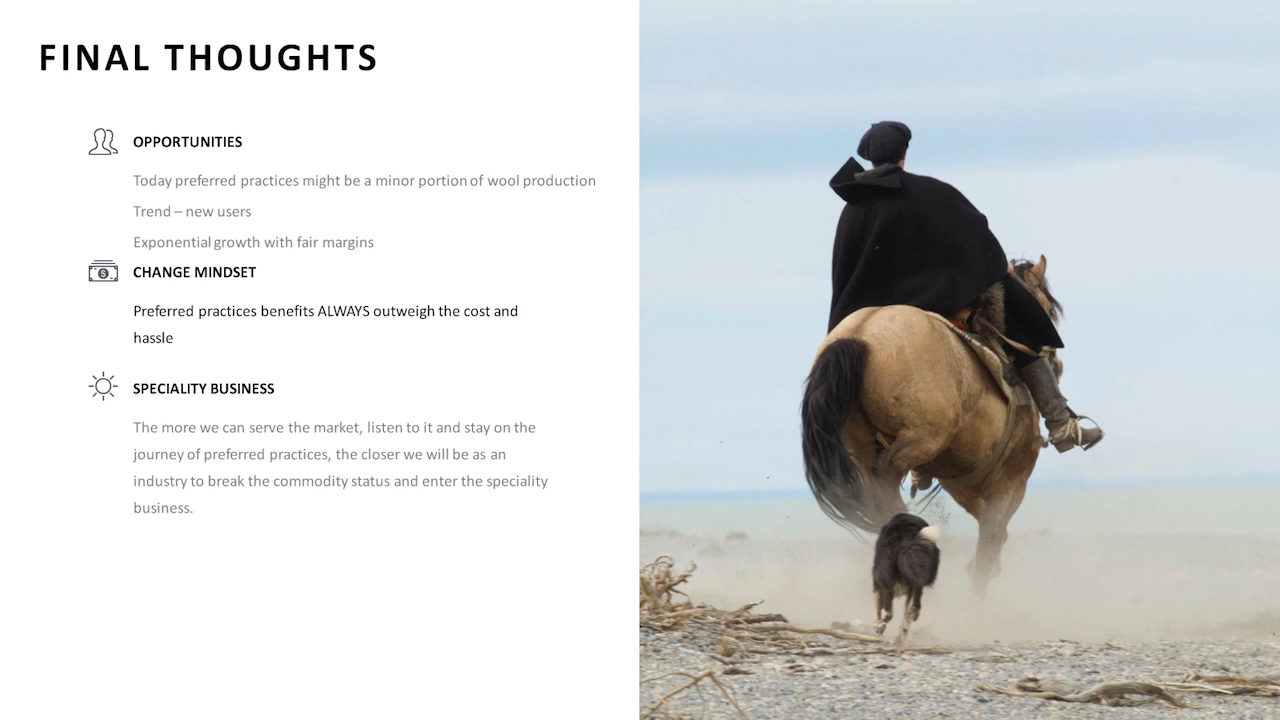 FINAL THOUGHTS
OPPORTUNITIES
Today preferred practices might be a minor portion of wool production
Trend – new users
Exponential growth with fair margins
CHANGE MINDSET
Preferred practices benefits ALWAYS outweigh the cost and
hassle
SPECIALITY BUSINESS
The more we can serve the market, listen to it and stay on the
journey of preferred practices, the closer we will be as an
industry to break the commodity status and enter the speciality
business.